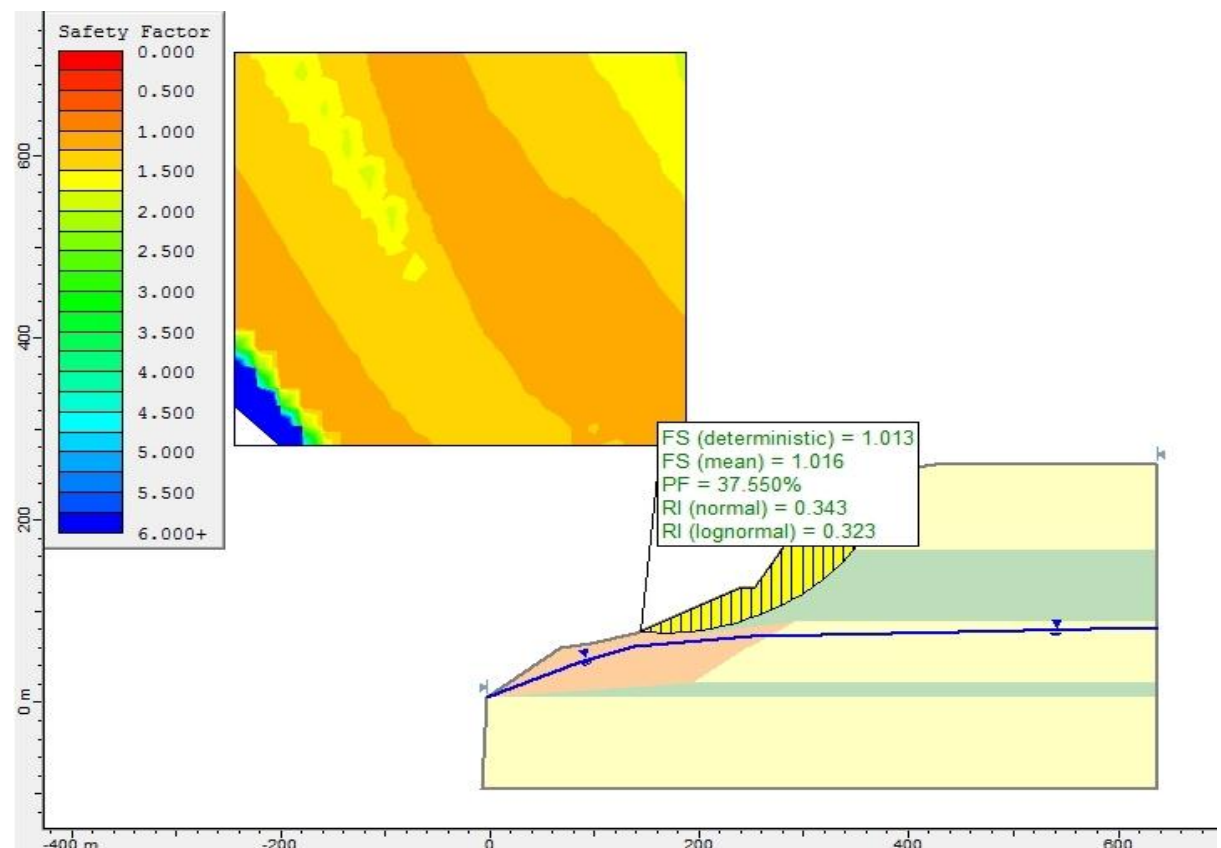 Safety Factor
0.000
0.500
1.000
1.500
2.000
2.500
3.000
3.500
4.000
4.500
5.000
5.500
6.000+
FS (deterministic) = 1.013
FS (mean) = 1.016
PF = 37.550%
RI (normal) = 0.343
RI (lognormal) = 0.323
600
400
200
0 m
-400 m
-200
0
200
400
600